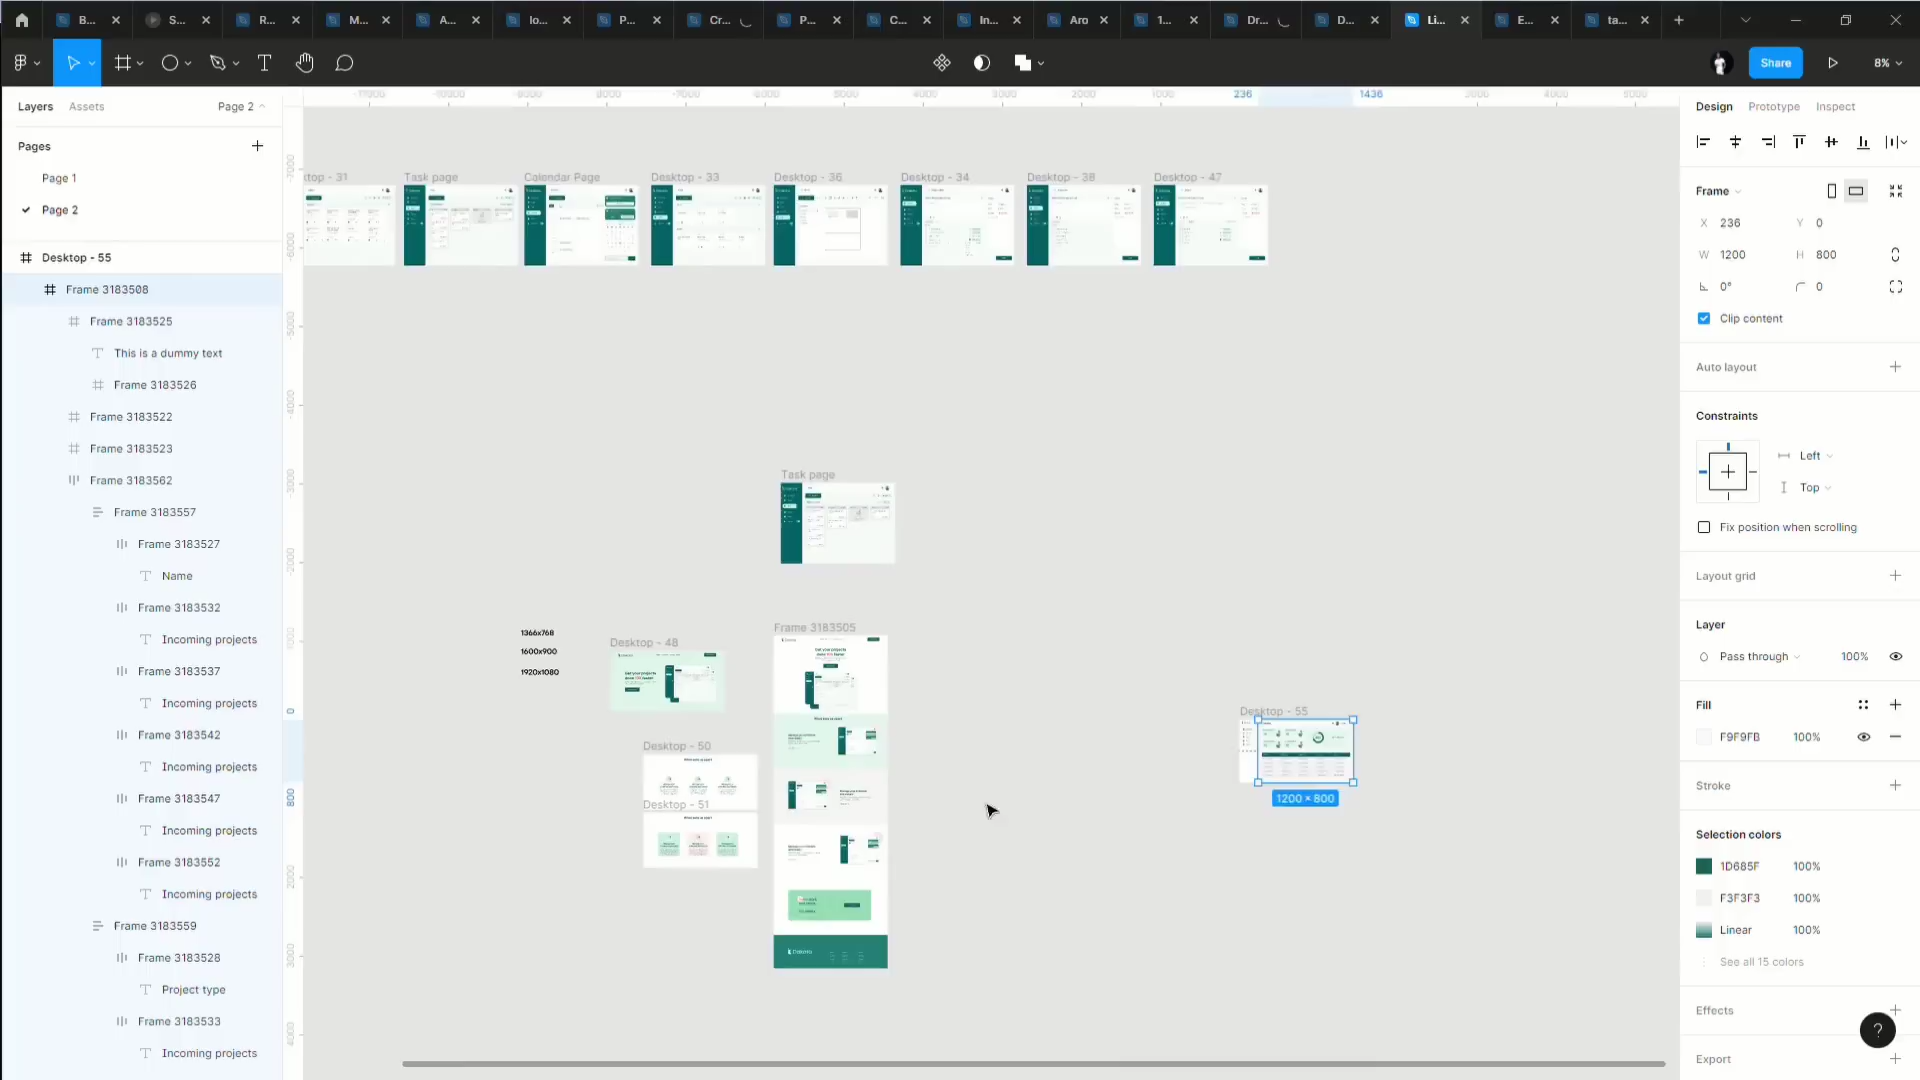 B...
S...
R...
M...
A...
lo...
P...
Cr...
P...
C...
In...
Aro
1...
Dr...
D...
Li...
E...
ta...
Share
8%
Layers
Assets
Page 2
236
1436
Design
Prototype
Inspect
Pages
Page 1
Page 2
Desktop - 55
Frame 3183508
Frame 3183525
This is a dummy text
Frame 3183526
Frame 3183522
Frame 3183523
Frame 3183562
Frame 3183557
Frame 3183527
Name
Frame 3183532
Incoming projects
Frame 3183537
Incoming projects
Frame 3183542
Incoming projects
Frame 3183547
Incoming projects
Frame 3183552
Incoming projects
Frame 3183559
Frame 3183528
Project type
Frame 3183533
Incoming projects
0
800
ktop - 31
Task page
Calendar Page
Desktop - 33
Desktop - 36
Desktop - 34
Desktop - 38
Desktop - 47
Task page
1366x768
1600x900
1920x1080
Desktop - 48
Frame 3183505
Get your projects
Desktop - 50
Desktop - 51
Desktop - 55
1200 × 800
Frame
X 236
Y 0
W 1200
H 800
0°
0
Clip content
Auto layout
Constraints
Left
Top
Fix position when scrolling
Layout grid
Layer
Pass through
100%
Fill
F9F9FB
100%
Stroke
Selection colors
1D685F
100%
F3F3F3
100%
Linear
100%
See all 15 colors
Effects
?
Export